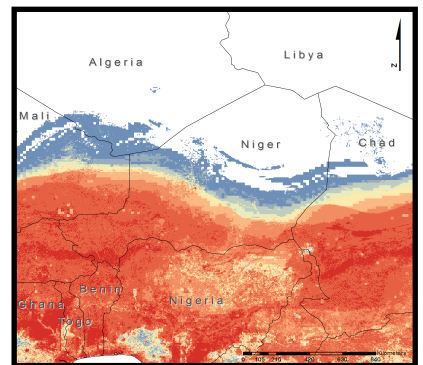 Libya
Algeria
N
Mali
Niger
Chad
Benin
Ghana
Nigeria
Togo
Kilometers
0 105 210 420 630 840